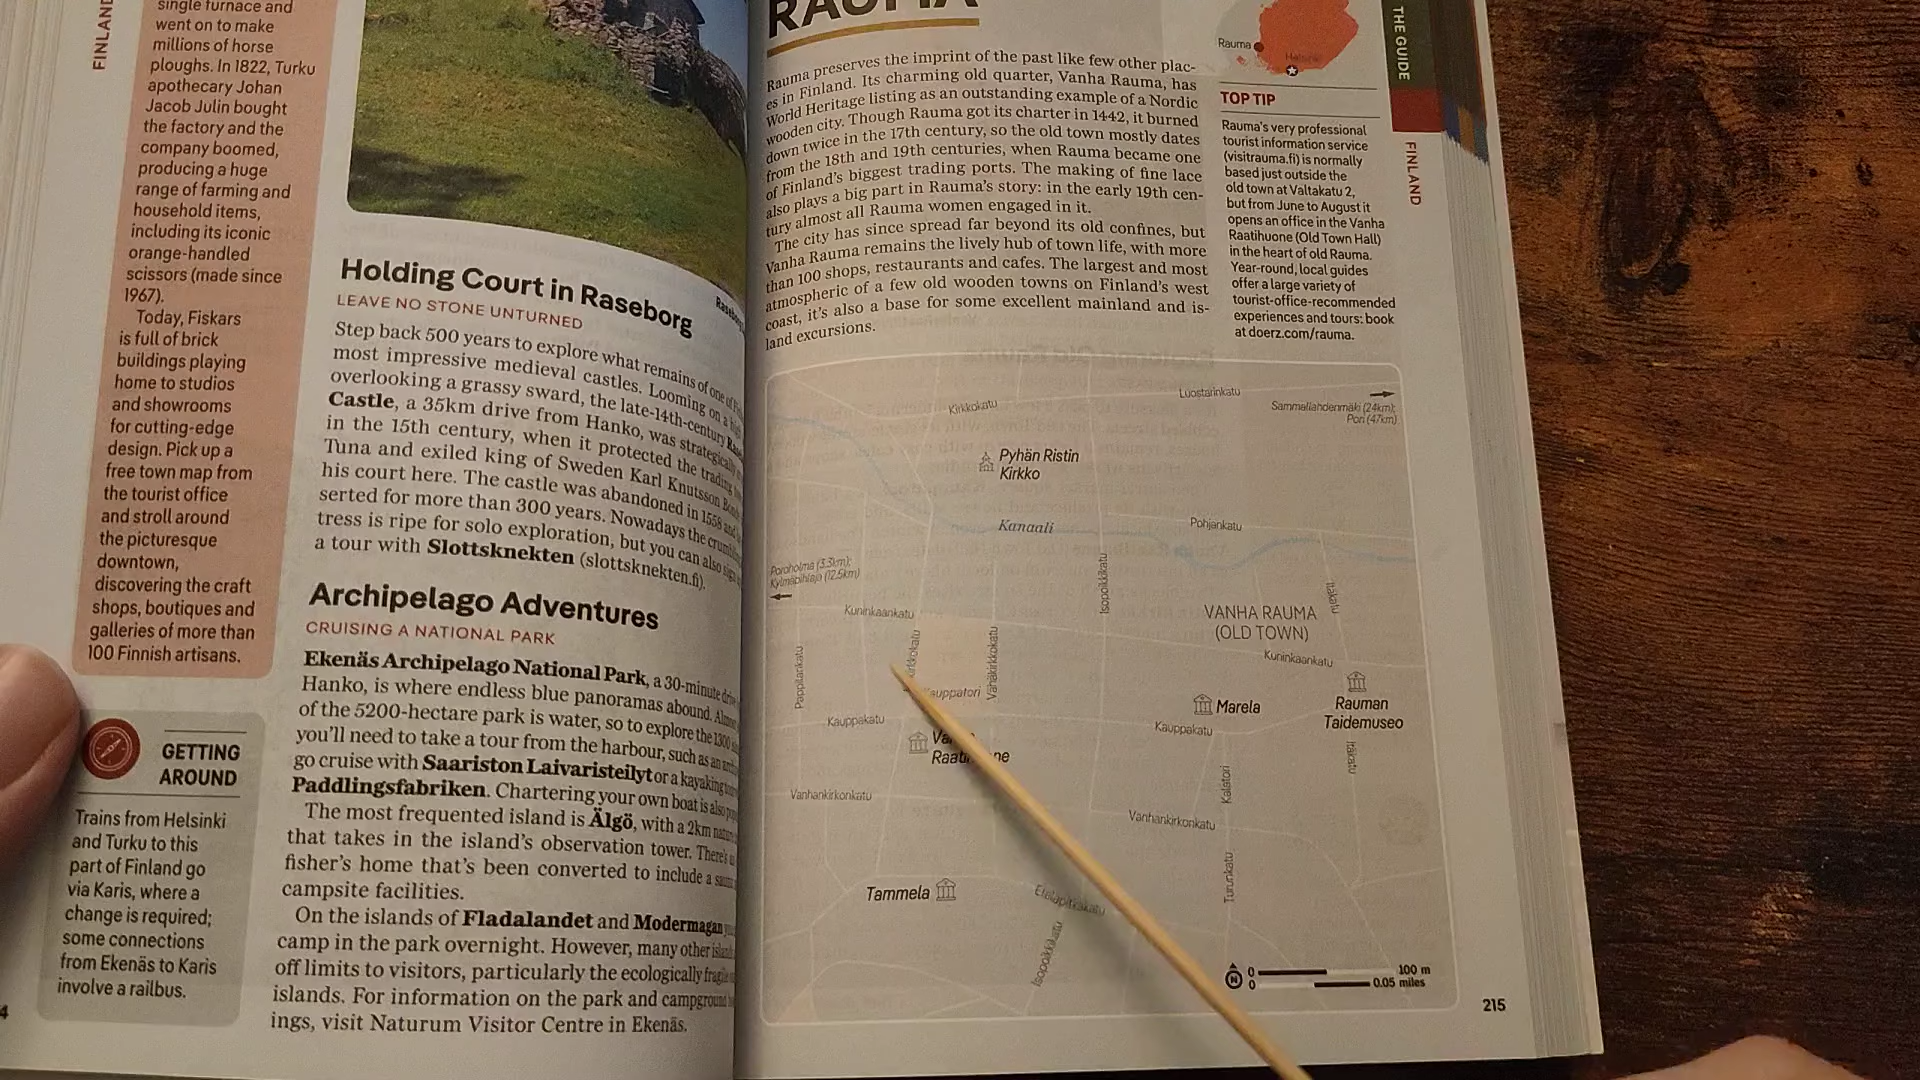 FINLAND
single furnace and
went on to make
millions of horse
ploughs. In 1822, Turku
apothecary Johan
Jacob Julin bought
the factory and the
company boomed,
producing a huge
range of farming and
household items,
including its iconic
orange-handled
scissors (made since
1967).
Today, Fiskars
is full of brick
buildings playing
home to studios
and showrooms
for cutting-edge
design. Pick up a
free town map from
the tourist office
and stroll around
the picturesque
downtown,
discovering the craft
shops, boutiques and
galleries of more than
100 Finnish artisans.
GETTING
AROUND
Trains from Helsinki
and Turku to this
part of Finland go
via Karis, where a
change is required;
some connections
from Ekenäs to Karis
involve a railbus.
4
Holding Court in Raseborg
LEAVE NO STONE UNTURNED
Step back 500 years to explore what remains of one of
most impressive medieval castles. Looming on a high
overlooking a grassy sward, the late-14th-century
Castle, a 35km drive from Hanko, was strategically
in the 15th century, when it protected the trading
Tuna and exiled king of Sweden Karl Knutsson
his court here. The castle was abandoned in 1558 and
serted for more than 300 years. Nowadays the
tress is ripe for solo exploration, but you can also
a tour with Slottsknekten (slottsknekten.fi).
Archipelago Adventures
CRUISING A NATIONAL PARK
Ekenäs Archipelago National Park, a 30-minute
Hanko, is where endless blue panoramas abound.
of the 5200-hectare park is water, so to explore the 1300
you'll need to take a tour from the harbour, such as an
go cruise with Saariston Laivaristeilyt or a kayaking
Paddlingsfabriken. Chartering your own boat is also
The most frequented island is Älgö, with a 2km
that takes in the island's observation tower. There's
fisher's home that's been converted to include a
campsite facilities.
On the islands of Fladalandet and Modermagan
camp in the park overnight. However, many other
off limits to visitors, particularly the ecologically fragile
islands. For information on the park and campground
ings, visit Naturum Visitor Centre in Ekenäs.
RAUMA
Rauma preserves the imprint of the past like few other plac-
es in Finland. Its charming old quarter, Vanha Rauma, has
World Heritage listing as an outstanding example of a Nordic
wooden city. Though Rauma got its charter in 1442, it burned
down twice in the 17th century, so the old town mostly dates
from the 18th and 19th centuries, when Rauma became one
of Finland's biggest trading ports. The making of fine lace
also plays a big part in Rauma's story: in the early 19th cen-
tury almost all Rauma women engaged in it.
The city has since spread far beyond its old confines, but
Vanha Rauma remains the lively hub of town life, with more
than 100 shops, restaurants and cafes. The largest and most
atmospheric of a few old wooden towns on Finland's west
coast, it's also a base for some excellent mainland and is-
land excursions.
Rauma
Helsinki
TOP TIP
Rauma's very professional
tourist information service
(visitrauma.fi) is normally
based just outside the
old town at Valtakatu 2,
but from June to August it
opens an office in the Vanha
Raatihuone (Old Town Hall)
in the heart of old Rauma.
Year-round, local guides
offer a large variety of
tourist-office-recommended
experiences and tours: book
at doerz.com/rauma.
THE GUIDE
FINLAND
Kirkkokatu
Luostarinkatu
Sammallahdenmäki (24km);
Pori (47km)
Pyhän Ristin
Kirkko
Kanaali
Pohjankatu
Poroholma (3.3km);
Kylmäpihlaja (12.5km)
Isopoikkikatu
Itäkatu
Kuninkaankatu
VANHA RAUMA
(OLD TOWN)
Kuninkaankatu
Pappilankatu
Vähäkirkkokatu
Marela
Rauman
Taidemuseo
Kauppakatu
Kauppakatu
Itäkatu
Kalatori
Vanhankirkonkatu
Vanhankirkonkatu
Turunkatu
Tammela
Eteläpitkäkatu
Isopoikkikatu
N
0
100 m
0
0.05 miles
215